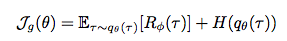 𝒥_g(θ) = 𝔼_{τ∼q_θ(τ)}[R_ϕ(τ)] + H(q_θ(τ))